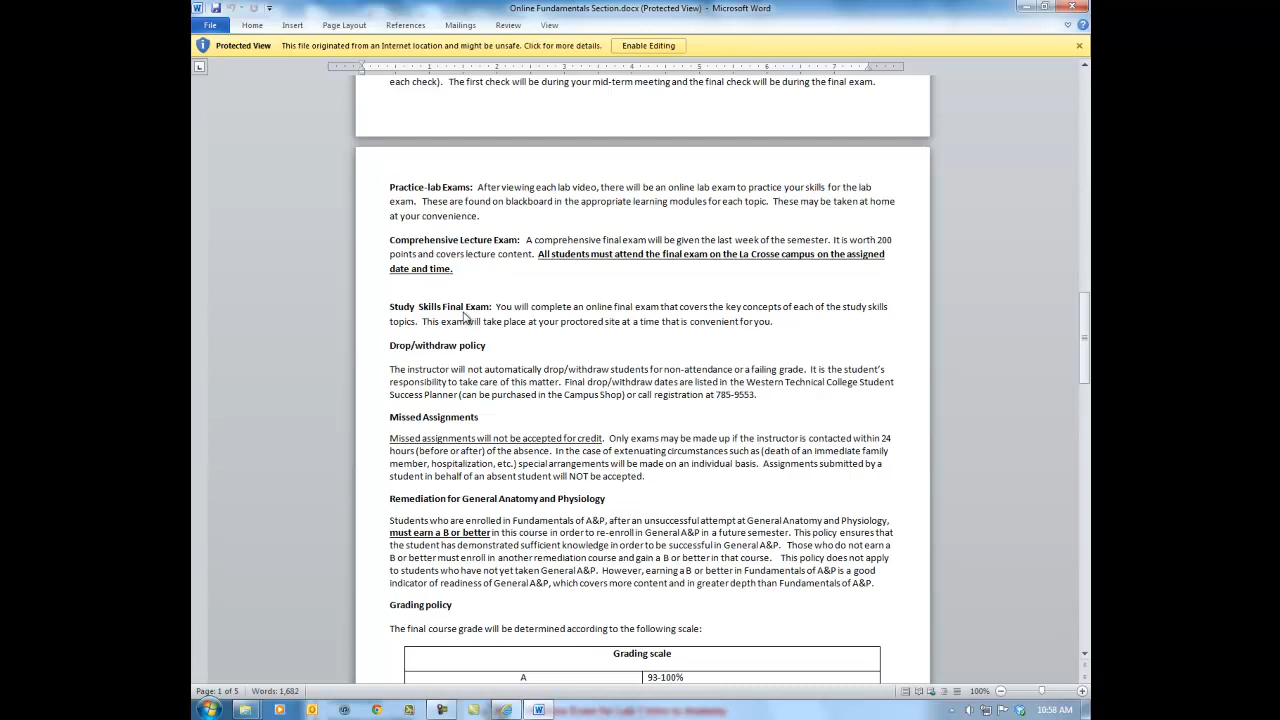 Online Fundamentals Section.docx (Protected View) - Microsoft Word
File Home Insert Page Layout References Mailings Review View
Protected View This file originated from an Internet location and might be unsafe. Click for more details. Enable Editing
1 2 3 4 5 6 7
each check). The first check will be during your mid-term meeting and the final check will be during the final exam.
Practice-lab Exams: After viewing each lab video, there will be an online lab exam to practice your skills for the lab
exam. These are found on blackboard in the appropriate learning modules for each topic. These may be taken at home
at your convenience.
Comprehensive Lecture Exam: A comprehensive final exam will be given the last week of the semester. It is worth 200
points and covers lecture content. All students must attend the final exam on the La Crosse campus on the assigned
date and time.
Study Skills Final Exam: You will complete an online final exam that covers the key concepts of each of the study skills
topics. This exam will take place at your proctored site at a time that is convenient for you.
Drop/withdraw policy
The instructor will not automatically drop/withdraw students for non-attendance or a failing grade. It is the student's
responsibility to take care of this matter. Final drop/withdraw dates are listed in the Western Technical College Student
Success Planner (can be purchased in the Campus Shop) or call registration at 785-9553.
Missed Assignments
Missed assignments will not be accepted for credit. Only exams may be made up if the instructor is contacted within 24
hours (before or after) of the absence. In the case of extenuating circumstances such as (death of an immediate family
member, hospitalization, etc.) special arrangements will be made on an individual basis. Assignments submitted by a
student in behalf of an absent student will NOT be accepted.
Remediation for General Anatomy and Physiology
Students who are enrolled in Fundamentals of A&P, after an unsuccessful attempt at General Anatomy and Physiology,
must earn a B or better in this course in order to re-enroll in General A&P in a future semester. This policy ensures that
the student has demonstrated sufficient knowledge in order to be successful in General A&P. Those who do not earn a
B or better must enroll in another remediation course and gain a B or better in that course. This policy does not apply
to students who have not yet taken General A&P. However, earning a B or better in Fundamentals of A&P is a good
indicator of readiness of General A&P, which covers more content and in greater depth than Fundamentals of A&P.
Grading policy
The final course grade will be determined according to the following scale:
Grading scale
A 93-100%
Page: 1 of 5 Words: 1,682 100%
10:58 AM